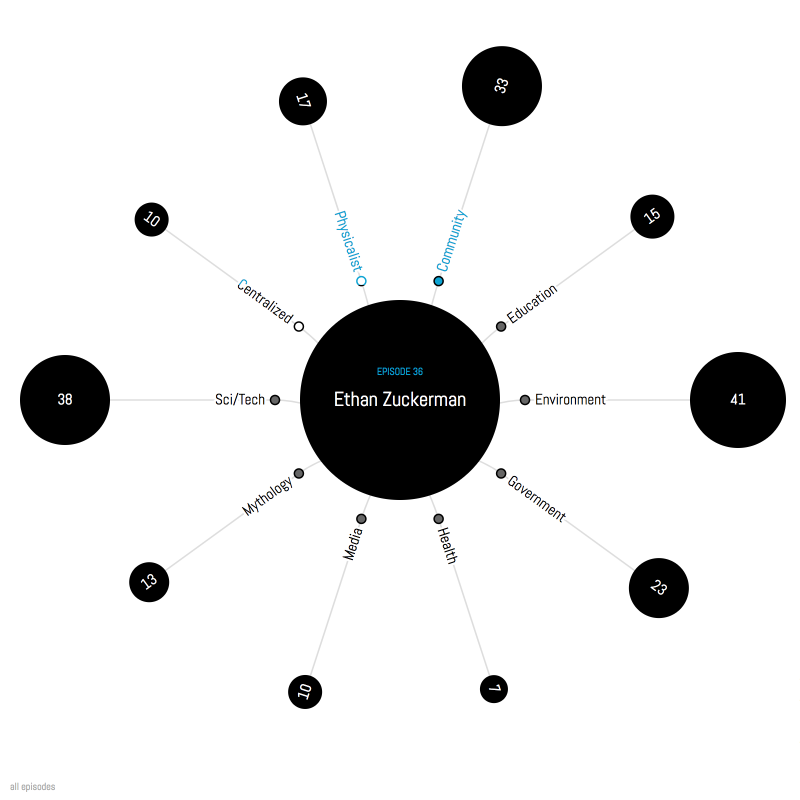 33
17
15
10
Community
Physicalist
Education
Centralized
EPISODE 36
Ethan Zuckerman
38
Sci/Tech
Environment
41
Mythology
Government
Media
Health
13
23
10
7
all episodes